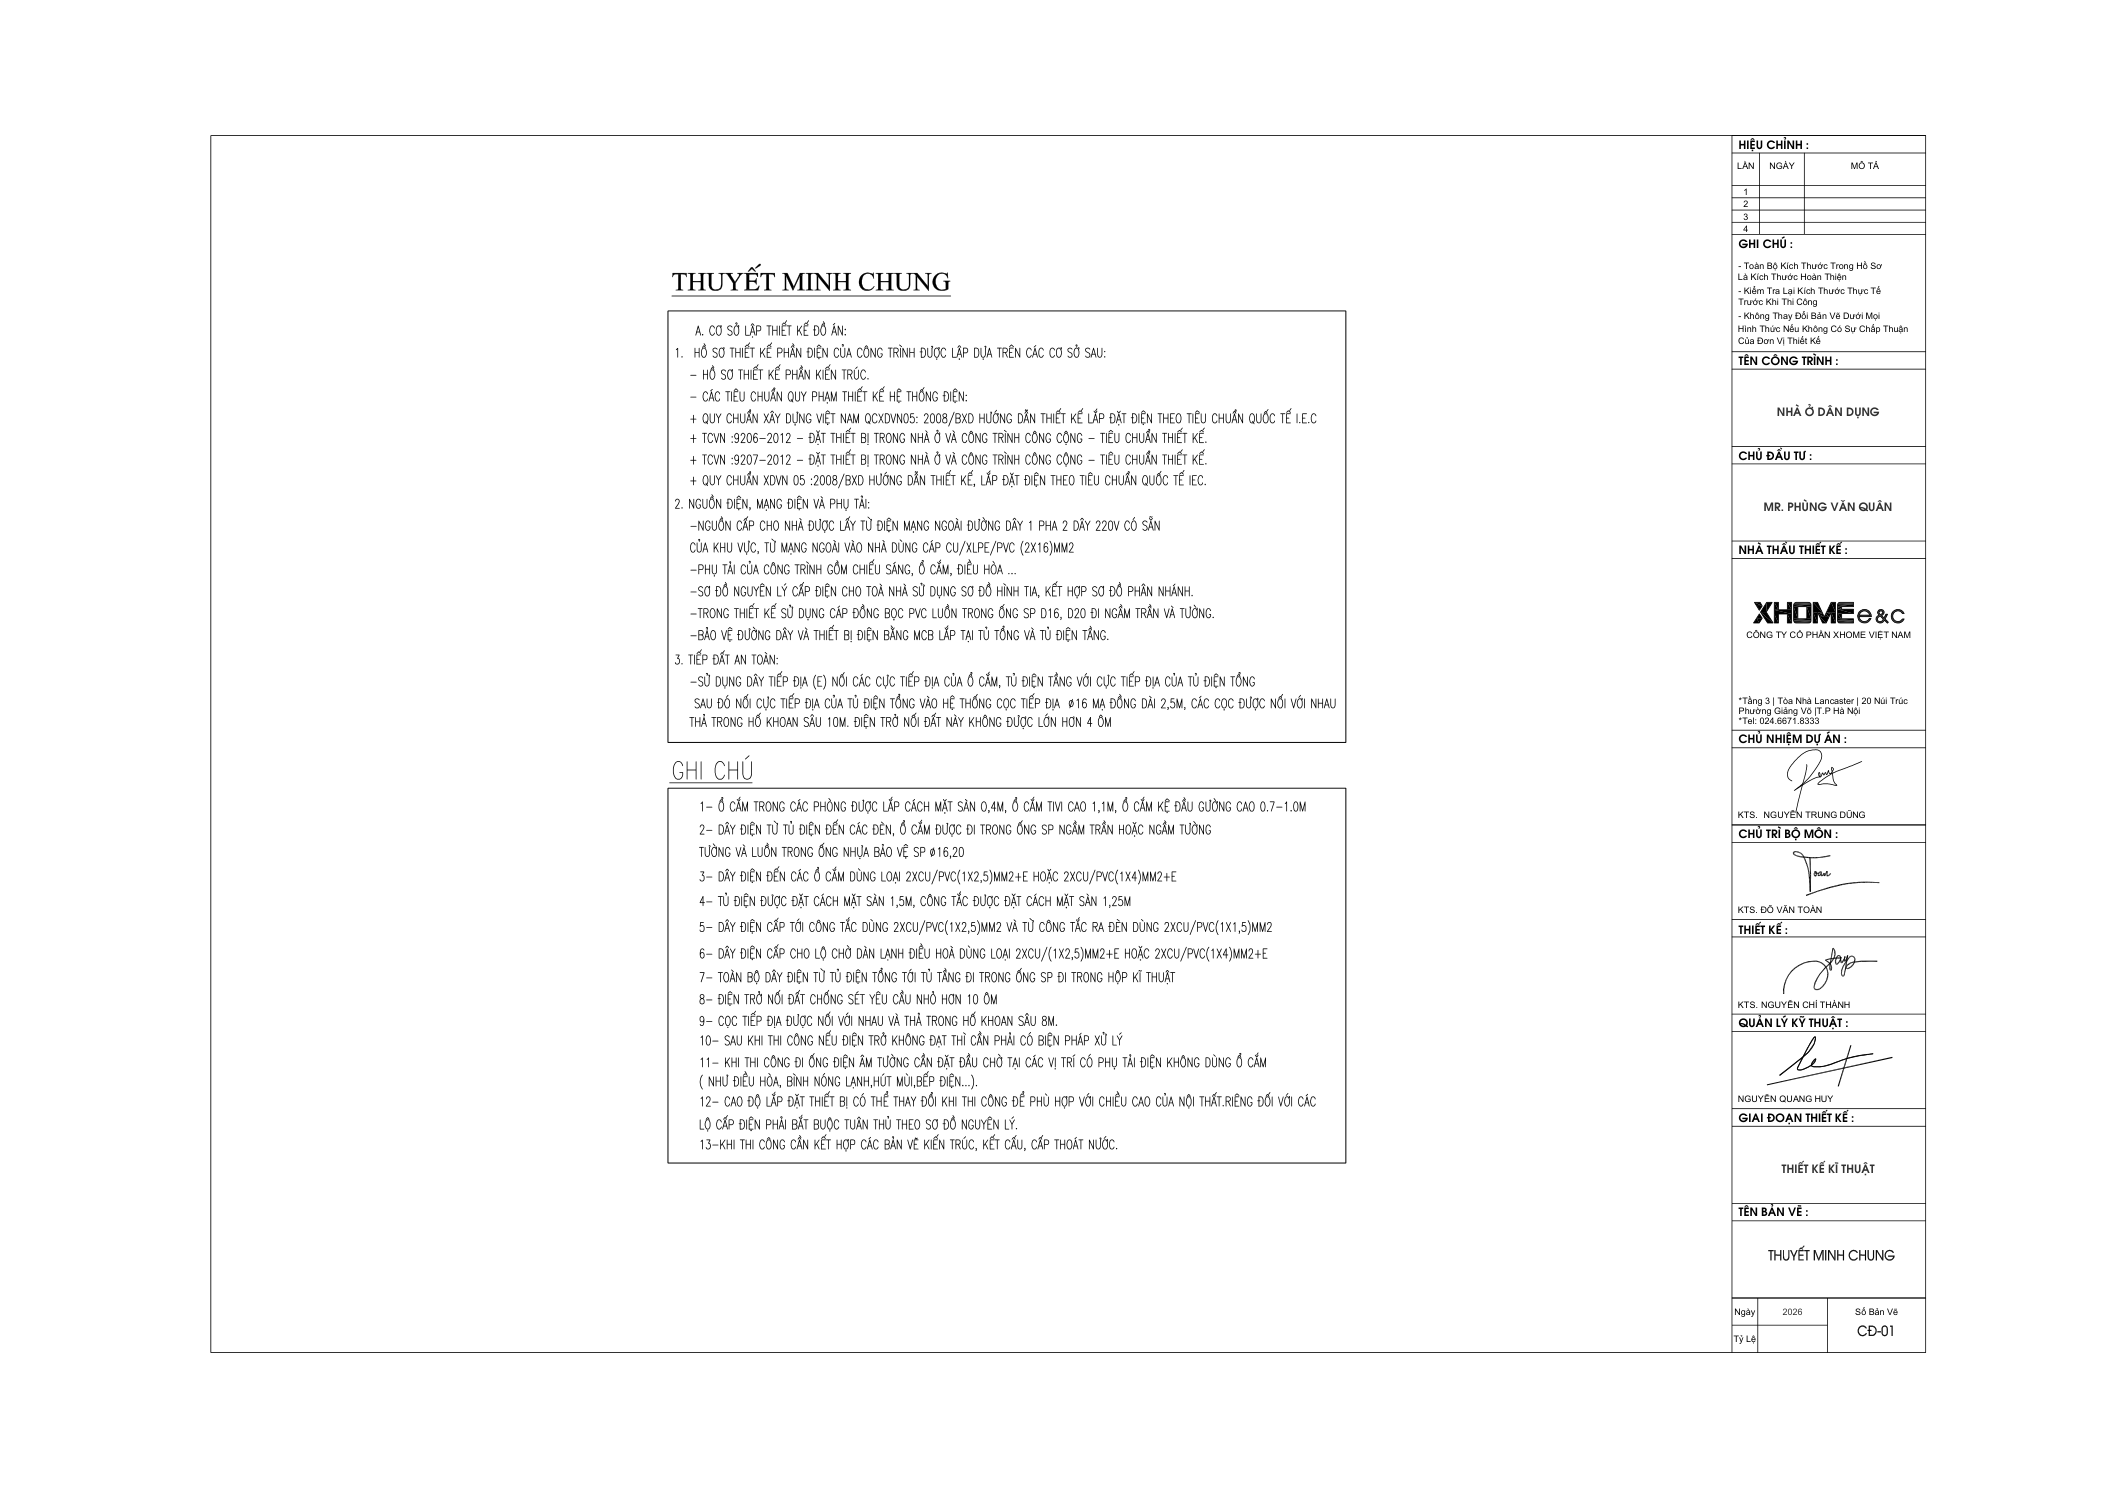 THUYẾT MINH CHUNG
A. CƠ SỞ LẬP THIẾT KẾ ĐỒ ÁN:
1. HỒ SƠ THIẾT KẾ PHẦN ĐIỆN CỦA CÔNG TRÌNH ĐƯỢC LẬP DỰA TRÊN CÁC CƠ SỞ SAU:
- HỒ SƠ THIẾT KẾ PHẦN KIẾN TRÚC.
- CÁC TIÊU CHUẨN QUY PHẠM THIẾT KẾ HỆ THỐNG ĐIỆN:
+ QUY CHUẨN XÂY DỰNG VIỆT NAM QCXDVN05: 2008/BXD HƯỚNG DẪN THIẾT KẾ LẮP ĐẶT ĐIỆN THEO TIÊU CHUẨN QUỐC TẾ I.E.C
+ TCVN :9206-2012 - ĐẶT THIẾT BỊ TRONG NHÀ Ở VÀ CÔNG TRÌNH CÔNG CỘNG - TIÊU CHUẨN THIẾT KẾ.
+ TCVN :9207-2012 - ĐẶT THIẾT BỊ TRONG NHÀ Ở VÀ CÔNG TRÌNH CÔNG CỘNG - TIÊU CHUẨN THIẾT KẾ.
+ QUY CHUẨN XDVN 05 :2008/BXD HƯỚNG DẪN THIẾT KẾ, LẮP ĐẶT ĐIỆN THEO TIÊU CHUẨN QUỐC TẾ IEC.
2. NGUỒN ĐIỆN, MẠNG ĐIỆN VÀ PHỤ TẢI:
-NGUỒN CẤP CHO NHÀ ĐƯỢC LẤY TỪ ĐIỆN MẠNG NGOÀI ĐƯỜNG DÂY 1 PHA 2 DÂY 220V CÓ SẴN
CỦA KHU VỰC, TỪ MẠNG NGOÀI VÀO NHÀ DÙNG CÁP CU/XLPE/PVC (2X16)MM2
-PHỤ TẢI CỦA CÔNG TRÌNH GỒM CHIẾU SÁNG, Ổ CẮM, ĐIỀU HÒA ...
-SƠ ĐỒ NGUYÊN LÝ CẤP ĐIỆN CHO TOÀ NHÀ SỬ DỤNG SƠ ĐỒ HÌNH TIA, KẾT HỢP SƠ ĐỒ PHÂN NHÁNH.
-TRONG THIẾT KẾ SỬ DỤNG CÁP ĐỒNG BỌC PVC LUỒN TRONG ỐNG SP D16, D20 ĐI NGẦM TRẦN VÀ TƯỜNG.
-BẢO VỆ ĐƯỜNG DÂY VÀ THIẾT BỊ ĐIỆN BẰNG MCB LẮP TẠI TỦ TỔNG VÀ TỦ ĐIỆN TẦNG.
3. TIẾP ĐẤT AN TOÀN:
-SỬ DỤNG DÂY TIẾP ĐỊA (E) NỐI CÁC CỰC TIẾP ĐỊA CỦA Ổ CẮM, TỦ ĐIỆN TẦNG VỚI CỰC TIẾP ĐỊA CỦA TỦ ĐIỆN TỔNG
SAU ĐÓ NỐI CỰC TIẾP ĐỊA CỦA TỦ ĐIỆN TỔNG VÀO HỆ THỐNG CỌC TIẾP ĐỊA ø16 MẠ ĐỒNG DÀI 2,5M, CÁC CỌC ĐƯỢC NỐI VỚI NHAU
THẢ TRONG HỐ KHOAN SÂU 10M. ĐIỆN TRỞ NỐI ĐẤT NÀY KHÔNG ĐƯỢC LỚN HƠN 4 ÔM
GHI CHÚ
1- Ổ CẮM TRONG CÁC PHÒNG ĐƯỢC LẮP CÁCH MẶT SÀN 0,4M, Ổ CẮM TIVI CAO 1,1M, Ổ CẮM KỆ ĐẦU GƯỜNG CAO 0.7-1.0M
2- DÂY ĐIỆN TỪ TỦ ĐIỆN ĐẾN CÁC ĐÈN, Ổ CẮM ĐƯỢC ĐI TRONG ỐNG SP NGẦM TRẦN HOẶC NGẦM TƯỜNG
TƯỜNG VÀ LUỒN TRONG ỐNG NHỰA BẢO VỆ SP ø16,20
3- DÂY ĐIỆN ĐẾN CÁC Ổ CẮM DÙNG LOẠI 2XCU/PVC(1X2,5)MM2+E HOẶC 2XCU/PVC(1X4)MM2+E
4- TỦ ĐIỆN ĐƯỢC ĐẶT CÁCH MẶT SÀN 1,5M, CÔNG TẮC ĐƯỢC ĐẶT CÁCH MẶT SÀN 1,25M
5- DÂY ĐIỆN CẤP TỚI CÔNG TẮC DÙNG 2XCU/PVC(1X2,5)MM2 VÀ TỪ CÔNG TẮC RA ĐÈN DÙNG 2XCU/PVC(1X1,5)MM2
6- DÂY ĐIỆN CẤP CHO LỘ CHỜ DÀN LẠNH ĐIỀU HOÀ DÙNG LOẠI 2XCU/(1X2,5)MM2+E HOẶC 2XCU/PVC(1X4)MM2+E
7- TOÀN BỘ DÂY ĐIỆN TỪ TỦ ĐIỆN TỔNG TỚI TỦ TẦNG ĐI TRONG ỐNG SP ĐI TRONG HỘP KĨ THUẬT
8- ĐIỆN TRỞ NỐI ĐẤT CHỐNG SÉT YÊU CẦU NHỎ HƠN 10 ÔM
9- CỌC TIẾP ĐỊA ĐƯỢC NỐI VỚI NHAU VÀ THẢ TRONG HỐ KHOAN SÂU 8M.
10- SAU KHI THI CÔNG NẾU ĐIỆN TRỞ KHÔNG ĐẠT THÌ CẦN PHẢI CÓ BIỆN PHÁP XỬ LÝ
11- KHI THI CÔNG ĐI ỐNG ĐIỆN ÂM TƯỜNG CẦN ĐẶT ĐẦU CHỜ TẠI CÁC VỊ TRÍ CÓ PHỤ TẢI ĐIỆN KHÔNG DÙNG Ổ CẮM
( NHƯ ĐIỀU HÒA, BÌNH NÓNG LẠNH,HÚT MÙI,BẾP ĐIỆN...).
12- CAO ĐỘ LẮP ĐẶT THIẾT BỊ CÓ THỂ THAY ĐỔI KHI THI CÔNG ĐỂ PHÙ HỢP VỚI CHIỀU CAO CỦA NỘI THẤT.RIÊNG ĐỐI VỚI CÁC
LỘ CẤP ĐIỆN PHẢI BẮT BUỘC TUÂN THỦ THEO SƠ ĐỒ NGUYÊN LÝ.
13-KHI THI CÔNG CẦN KẾT HỢP CÁC BẢN VẼ KIẾN TRÚC, KẾT CẤU, CẤP THOÁT NƯỚC.
HIỆU CHỈNH :
LẦN NGÀY MÔ TẢ
1
2
3
4
GHI CHÚ :
- Toàn Bộ Kích Thước Trong Hồ Sơ
Là Kích Thước Hoàn Thiện
- Kiểm Tra Lại Kích Thước Thực Tế
Trước Khi Thi Công
- Không Thay Đổi Bản Vẽ Dưới Mọi
Hình Thức Nếu Không Có Sự Chấp Thuận
Của Đơn Vị Thiết Kế
TÊN CÔNG TRÌNH :
NHÀ Ở DÂN DỤNG
CHỦ ĐẦU TƯ :
MR. PHÙNG VĂN QUÂN
NHÀ THẦU THIẾT KẾ :
XHOME e&c
CÔNG TY CỔ PHẦN XHOME VIỆT NAM
*Tầng 3 | Tòa Nhà Lancaster | 20 Núi Trúc
Phường Giảng Võ |T.P Hà Nội
*Tel: 024.6671.8333
CHỦ NHIỆM DỰ ÁN :
KTS. NGUYỄN TRUNG DŨNG
CHỦ TRÌ BỘ MÔN :
Toan
KTS. ĐỖ VĂN TOÀN
THIẾT KẾ :
KTS. NGUYỄN CHÍ THÀNH
QUẢN LÝ KỸ THUẬT :
NGUYỄN QUANG HUY
GIAI ĐOẠN THIẾT KẾ :
THIẾT KẾ KĨ THUẬT
TÊN BẢN VẼ :
THUYẾT MINH CHUNG
Ngày 2026 Số Bản Vẽ
Tỷ Lệ CĐ-01